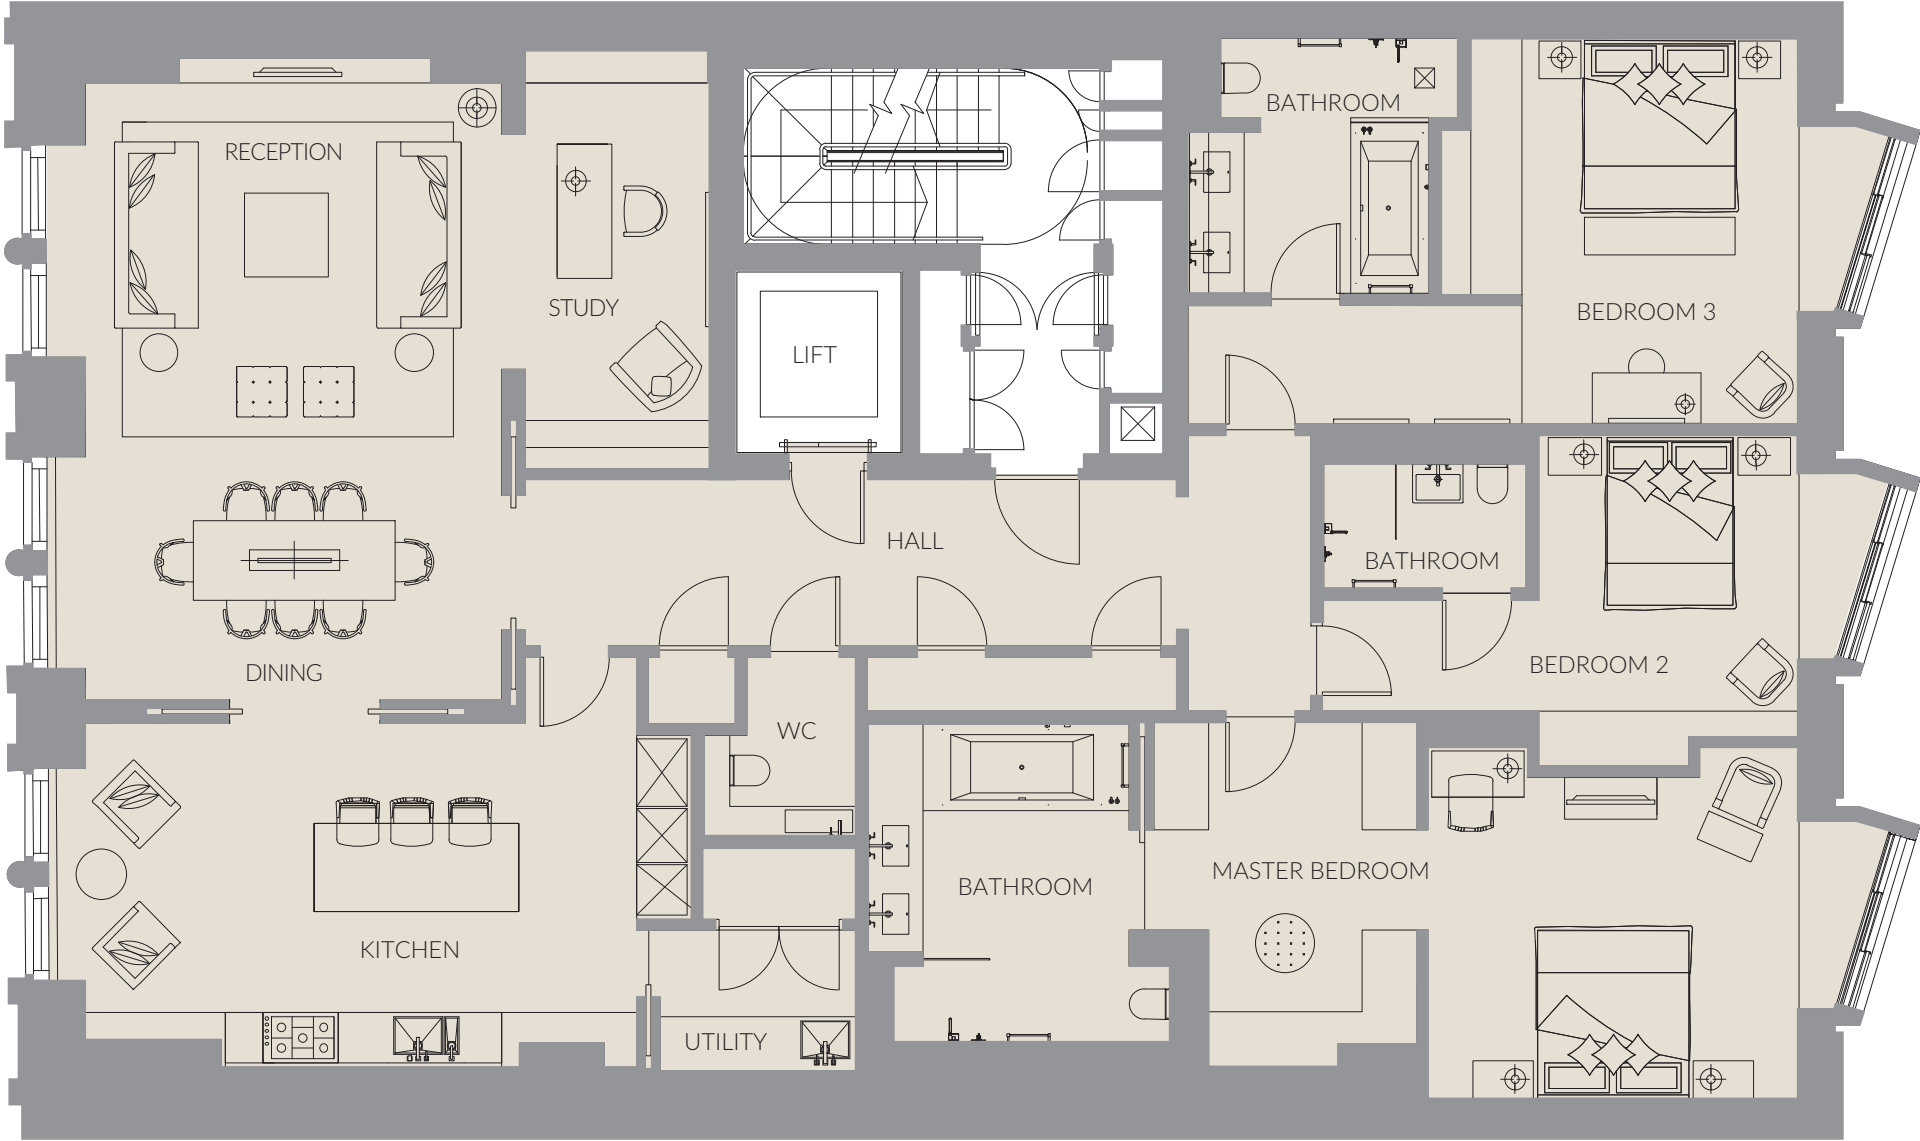 BATHROOM
RECEPTION
STUDY
BEDROOM 3
LIFT
HALL
BATHROOM
BEDROOM 2
DINING
WC
MASTER BEDROOM
BATHROOM
KITCHEN
UTILITY